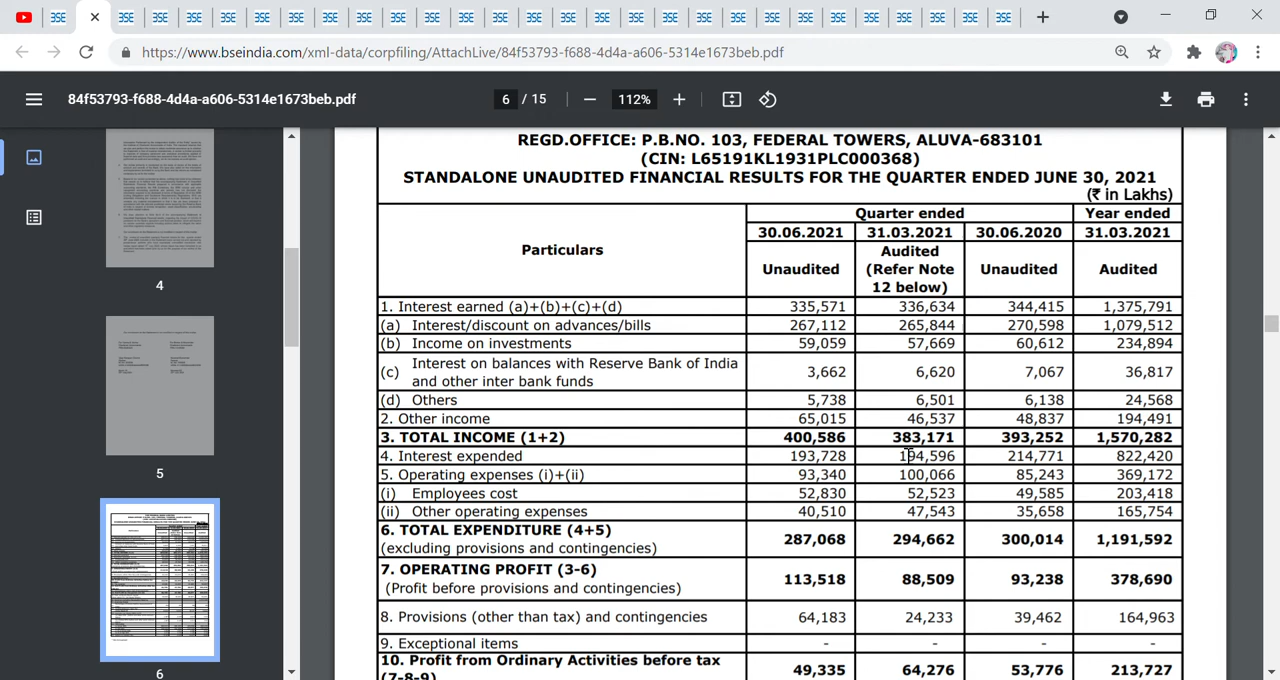 https://www.bseindia.com/xml-data/corpfiling/AttachLive/84f53793-f688-4d4a-a606-5314e1673beb.pdf
84f53793-f688-4d4a-a606-5314e1673beb.pdf
6 / 15
112%
4
5
6
REGD.OFFICE: P.B.NO. 103, FEDERAL TOWERS, ALUVA-683101
(CIN: L65191KL1931PLC000368)
STANDALONE UNAUDITED FINANCIAL RESULTS FOR THE QUARTER ENDED JUNE 30, 2021
(₹ in Lakhs)
Particulars Quarter ended Year ended
30.06.2021 31.03.2021 30.06.2020 31.03.2021
Unaudited Audited (Refer Note 12 below) Unaudited Audited
1. Interest earned (a)+(b)+(c)+(d) 335,571 336,634 344,415 1,375,791
(a) Interest/discount on advances/bills 267,112 265,844 270,598 1,079,512
(b) Income on investments 59,059 57,669 60,612 234,894
(c) Interest on balances with Reserve Bank of India
and other inter bank funds 3,662 6,620 7,067 36,817
(d) Others 5,738 6,501 6,138 24,568
2. Other income 65,015 46,537 48,837 194,491
3. TOTAL INCOME (1+2) 400,586 383,171 393,252 1,570,282
4. Interest expended 193,728 194,596 214,771 822,420
5. Operating expenses (i)+(ii) 93,340 100,066 85,243 369,172
(i) Employees cost 52,830 52,523 49,585 203,418
(ii) Other operating expenses 40,510 47,543 35,658 165,754
6. TOTAL EXPENDITURE (4+5)
(excluding provisions and contingencies) 287,068 294,662 300,014 1,191,592
7. OPERATING PROFIT (3-6)
(Profit before provisions and contingencies) 113,518 88,509 93,238 378,690
8. Provisions (other than tax) and contingencies 64,183 24,233 39,462 164,963
9. Exceptional items - - - -
10. Profit from Ordinary Activities before tax
(7-8-9) 49,335 64,276 53,776 213,727